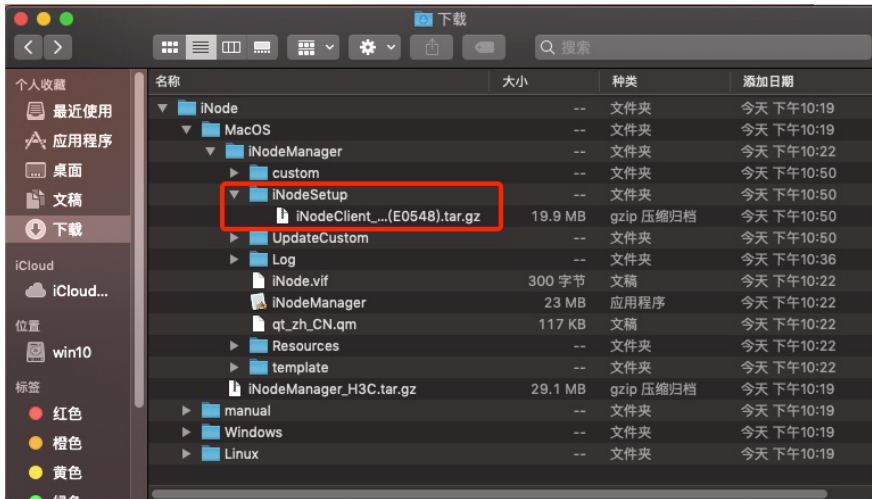 下载
搜索
个人收藏
最近使用
应用程序
桌面
文稿
下载
iCloud
iCloud...
位置
win10
标签
红色
橙色
黄色
名称 大小 种类 添加日期
iNode -- 文件夹 今天 下午10:19
MacOS -- 文件夹 今天 下午10:19
iNodeManager -- 文件夹 今天 下午10:22
custom -- 文件夹 今天 下午10:50
iNodeSetup -- 文件夹 今天 下午10:50
iNodeClient_...(E0548).tar.gz 19.9 MB gzip 压缩归档 今天 下午10:50
UpdateCustom -- 文件夹 今天 下午10:50
Log -- 文件夹 今天 下午10:36
iNode.vif 300 字节 文稿 今天 下午10:22
iNodeManager 23 MB 应用程序 今天 下午10:22
qt_zh_CN.qm 117 KB 文稿 今天 下午10:22
Resources -- 文件夹 今天 下午10:22
template -- 文件夹 今天 下午10:22
iNodeManager_H3C.tar.gz 29.1 MB gzip 压缩归档 今天 下午10:19
manual -- 文件夹 今天 下午10:19
Windows -- 文件夹 今天 下午10:19
Linux -- 文件夹 今天 下午10:19